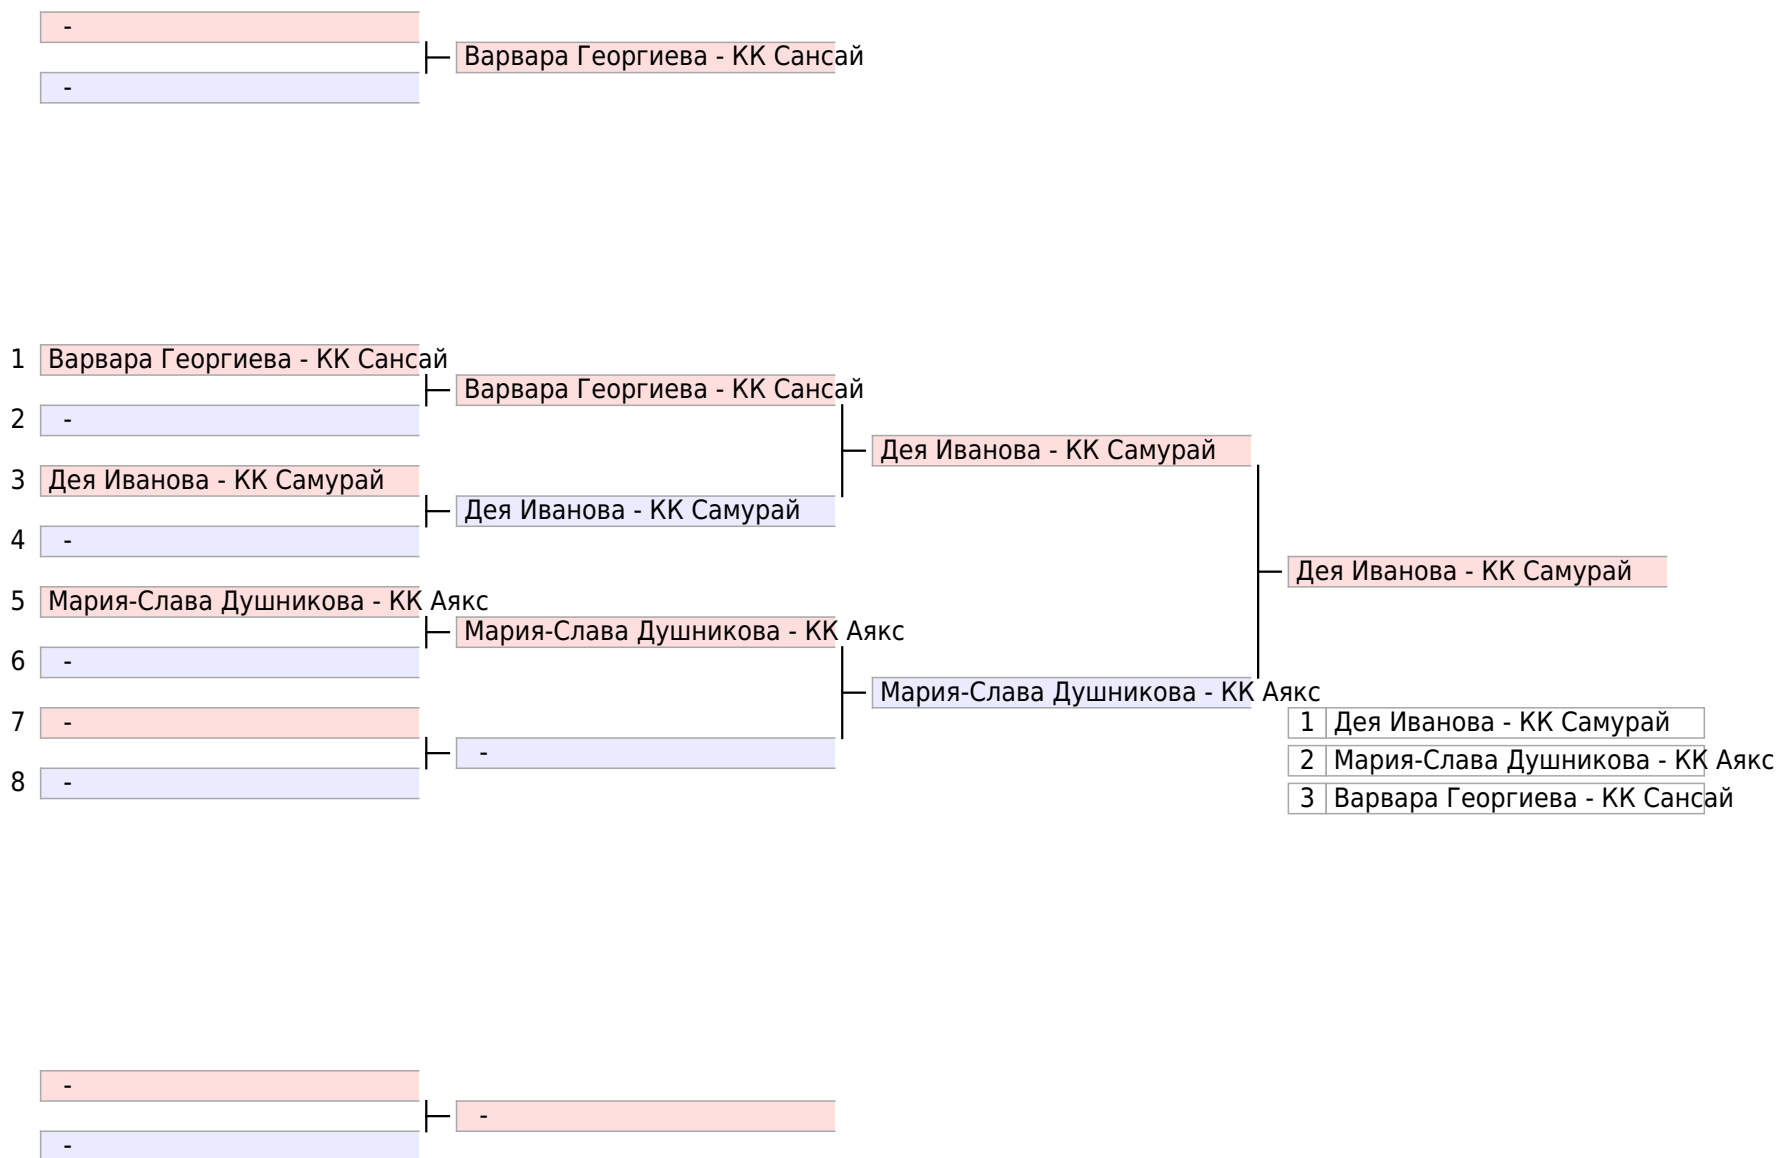 -
Варвара Георгиева - КК Сансай
-
1 Варвара Георгиева - КК Сансай
Варвара Георгиева - КК Сансай
2 -
Дея Иванова - КК Самурай
3 Дея Иванова - КК Самурай
Дея Иванова - КК Самурай
4 -
Дея Иванова - КК Самурай
5 Мария-Слава Душникова - КК Аякс
Мария-Слава Душникова - КК Аякс
6 -
Мария-Слава Душникова - КК Аякс
7 -
1 Дея Иванова - КК Самурай
-
2 Мария-Слава Душникова - КК Аякс
8 -
3 Варвара Георгиева - КК Сансай
-
-
-